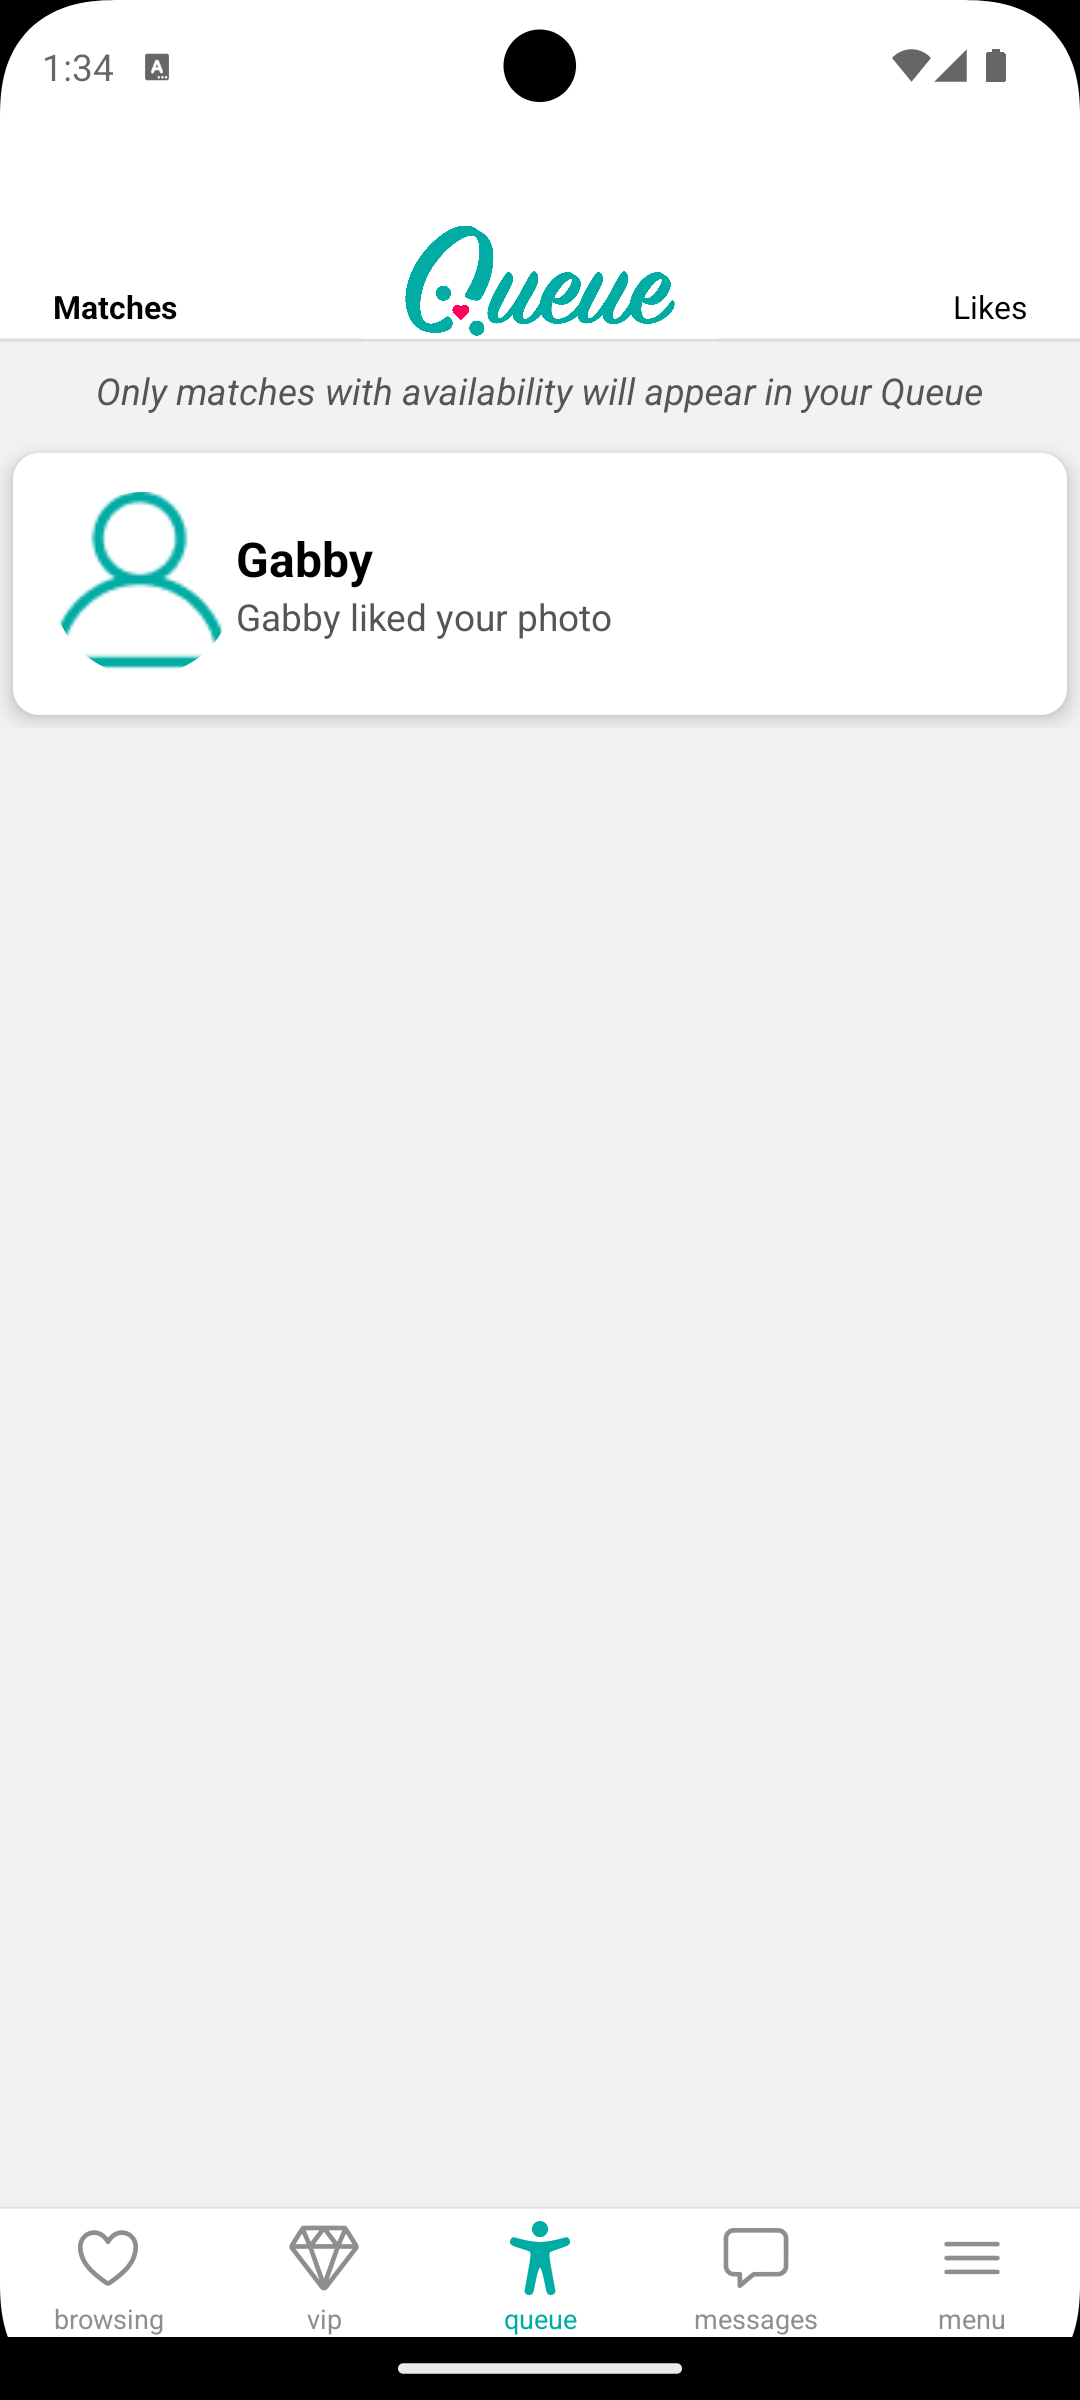 1:34
Matches
Queue
Likes
Only matches with availability will appear in your Queue
Gabby
Gabby liked your photo
browsing
vip
queue
messages
menu